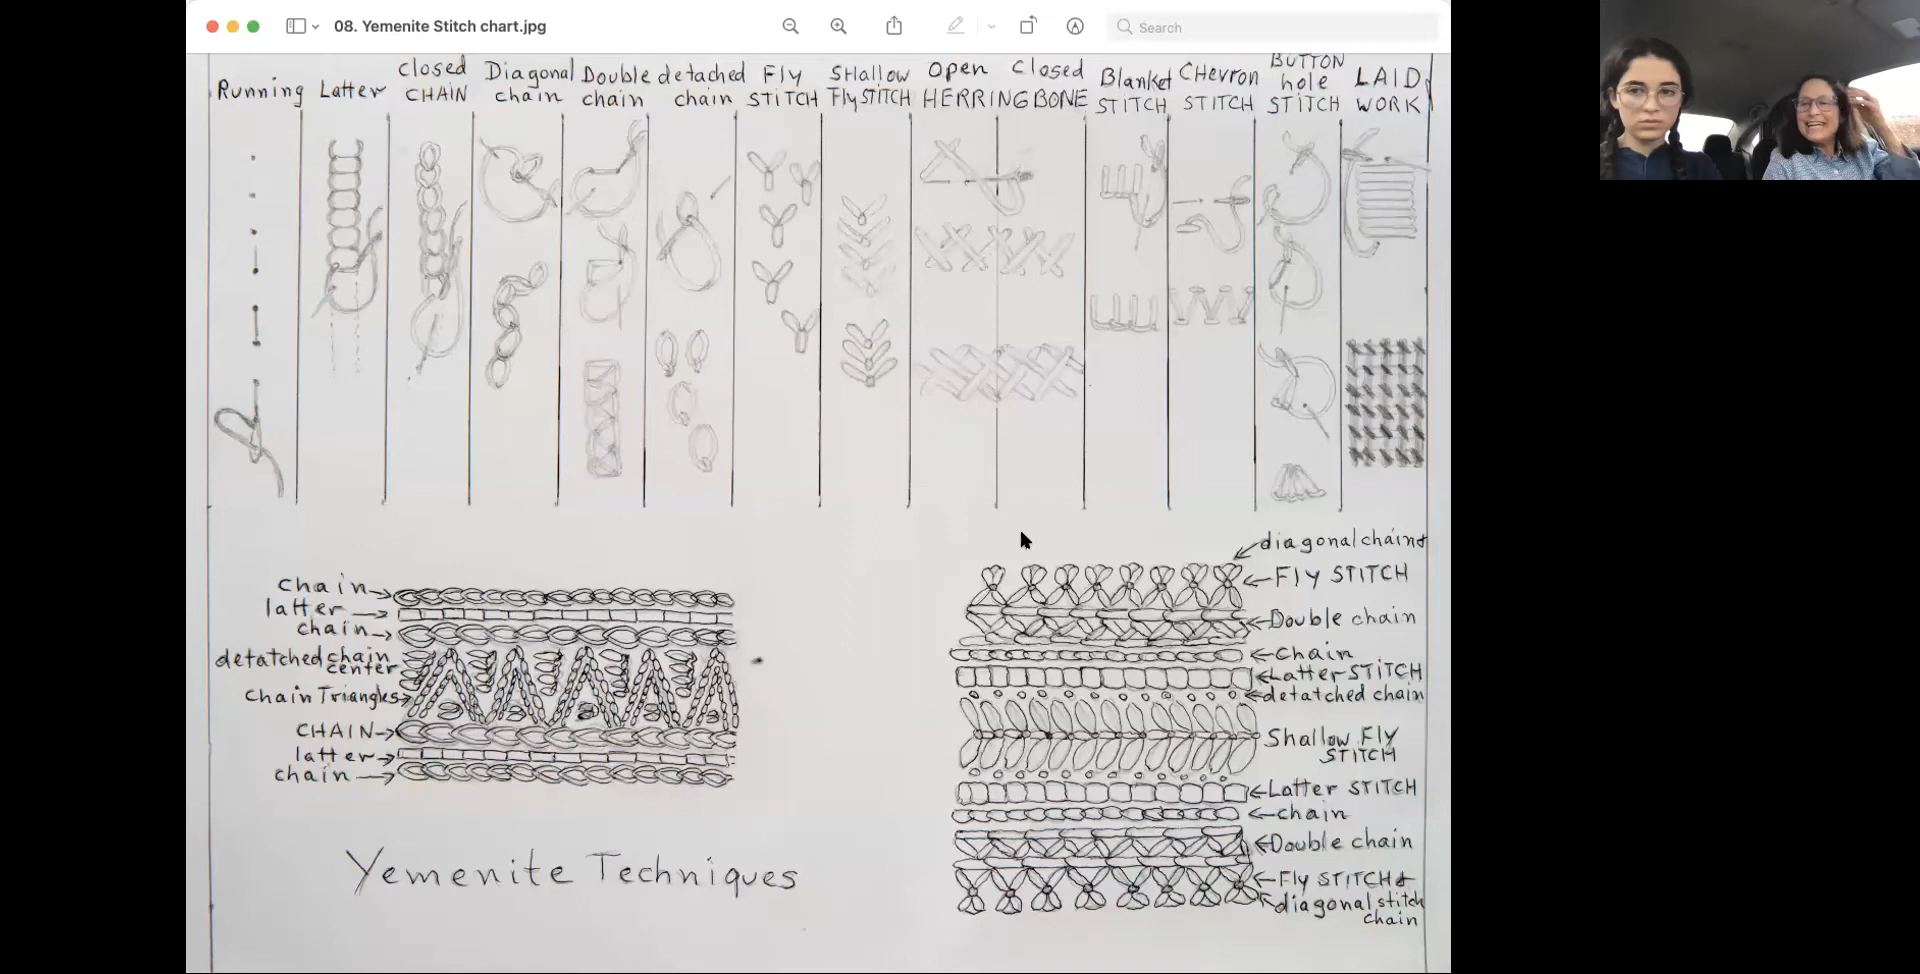 08. Yemenite Stitch chart.jpg
Search
Running
Latter
Closed
CHAIN
Diagonal
chain
Double
chain
detached
chain
FLY
STITCH
SHallow
Fly STITCH
Open Closed
HERRINGBONE
Blanket
STITCH
CHevron
STITCH
BUTTON
hole
STITCH
LAID
WORK
chain
latter
chain
detatched chain
center
chain Triangles
CHAIN
latter
chain
Yemenite Techniques
diagonal chain+
Fly STITCH
Double chain
chain
Latter STITCH
detatched chain
Shallow Fly
STITCH
Latter STITCH
chain
Double chain
Fly STITCH+
diagonal stitch
chain